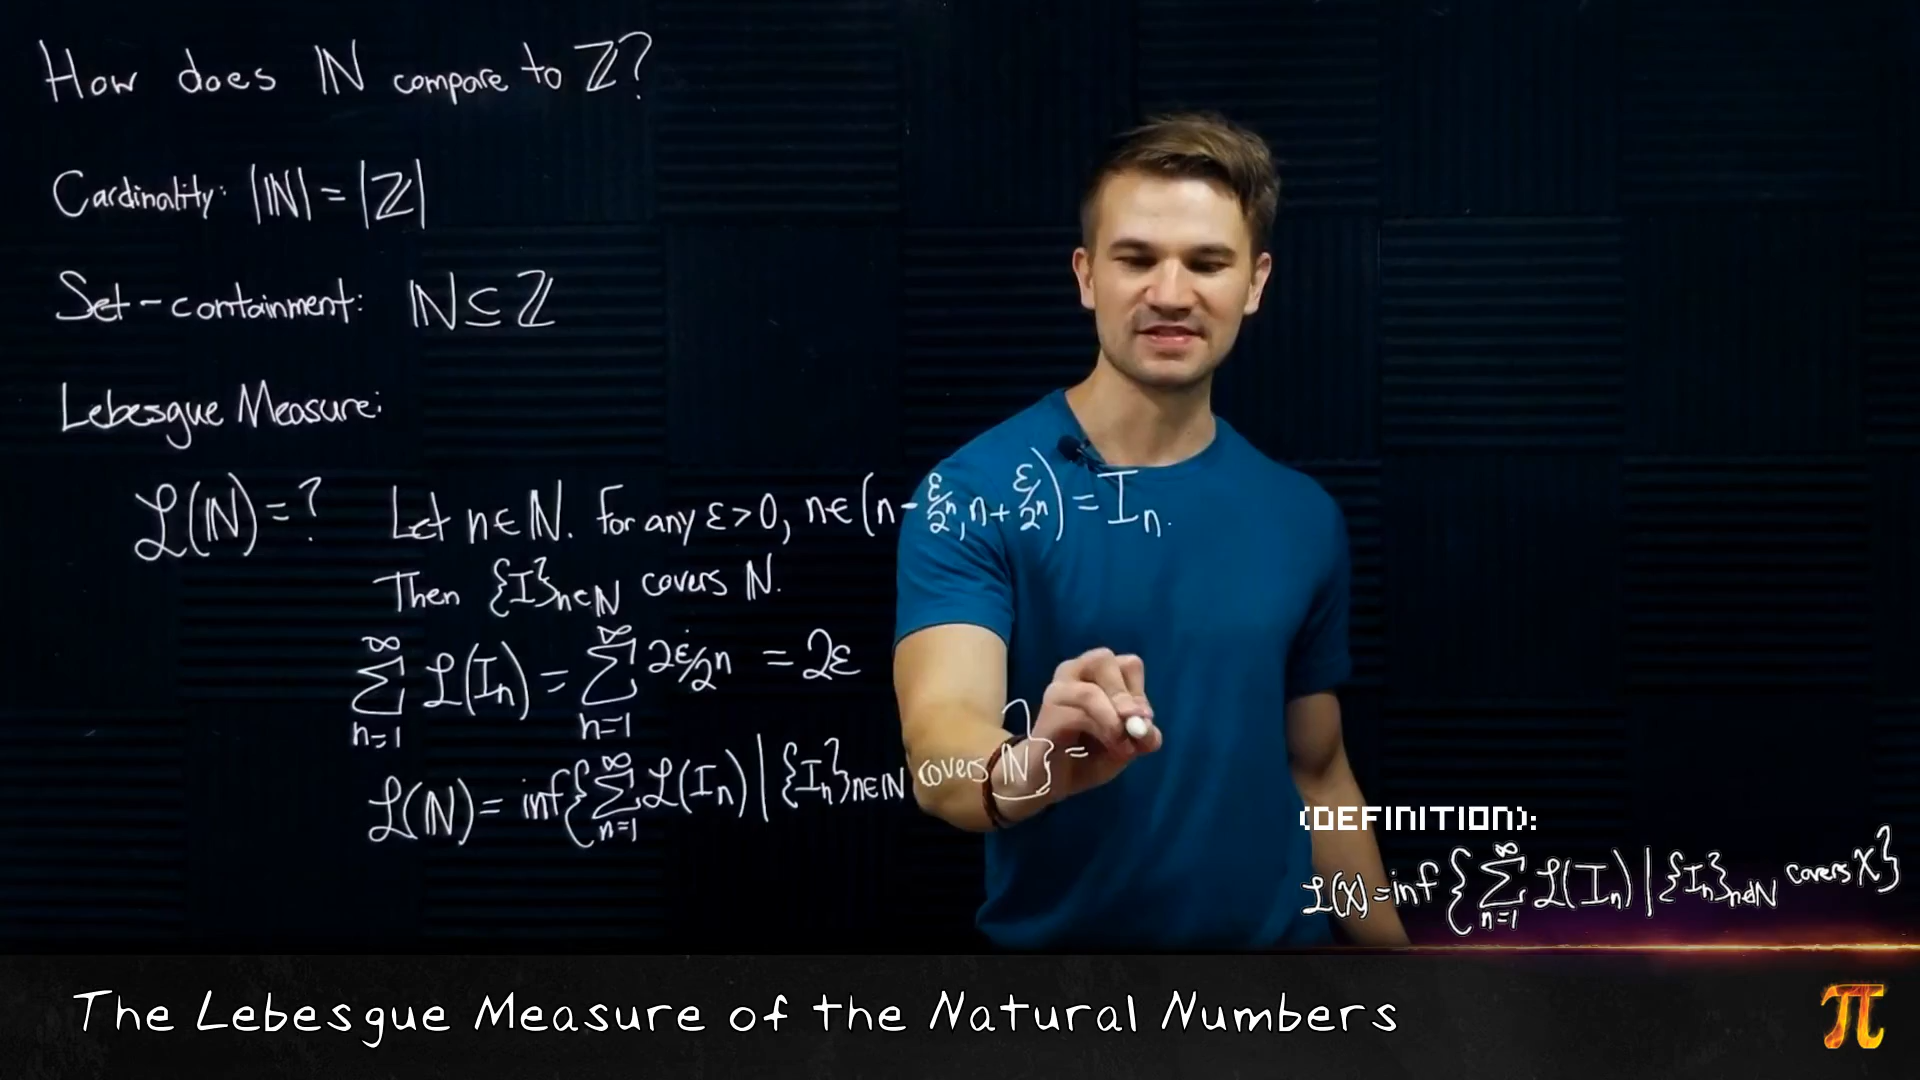 How does ℕ compare to ℤ?
Cardinality: |ℕ| = |ℤ|
Set-containment: ℕ ⊆ ℤ
Lebesgue Measure:
ℒ(ℕ) = ? Let n ∈ ℕ. For any ε > 0, n ∈ (n - ε/2ⁿ, n + ε/2ⁿ) = Iₙ.
Then {I}ₙ∈ℕ covers ℕ.
∞∑n=1 ℒ(Iₙ) = ∞∑n=1 2ε/2ⁿ = 2ε
ℒ(ℕ) = inf{∞∑n=1 ℒ(Iₙ) | {Iₙ}ₙ∈ℕ covers ℕ} =
(DEFINITION):
ℒ(X) = inf{∞∑n=1 ℒ(Iₙ) | {Iₙ}ₙ∈ℕ covers X}
The Lebesgue Measure of the Natural Numbers
π